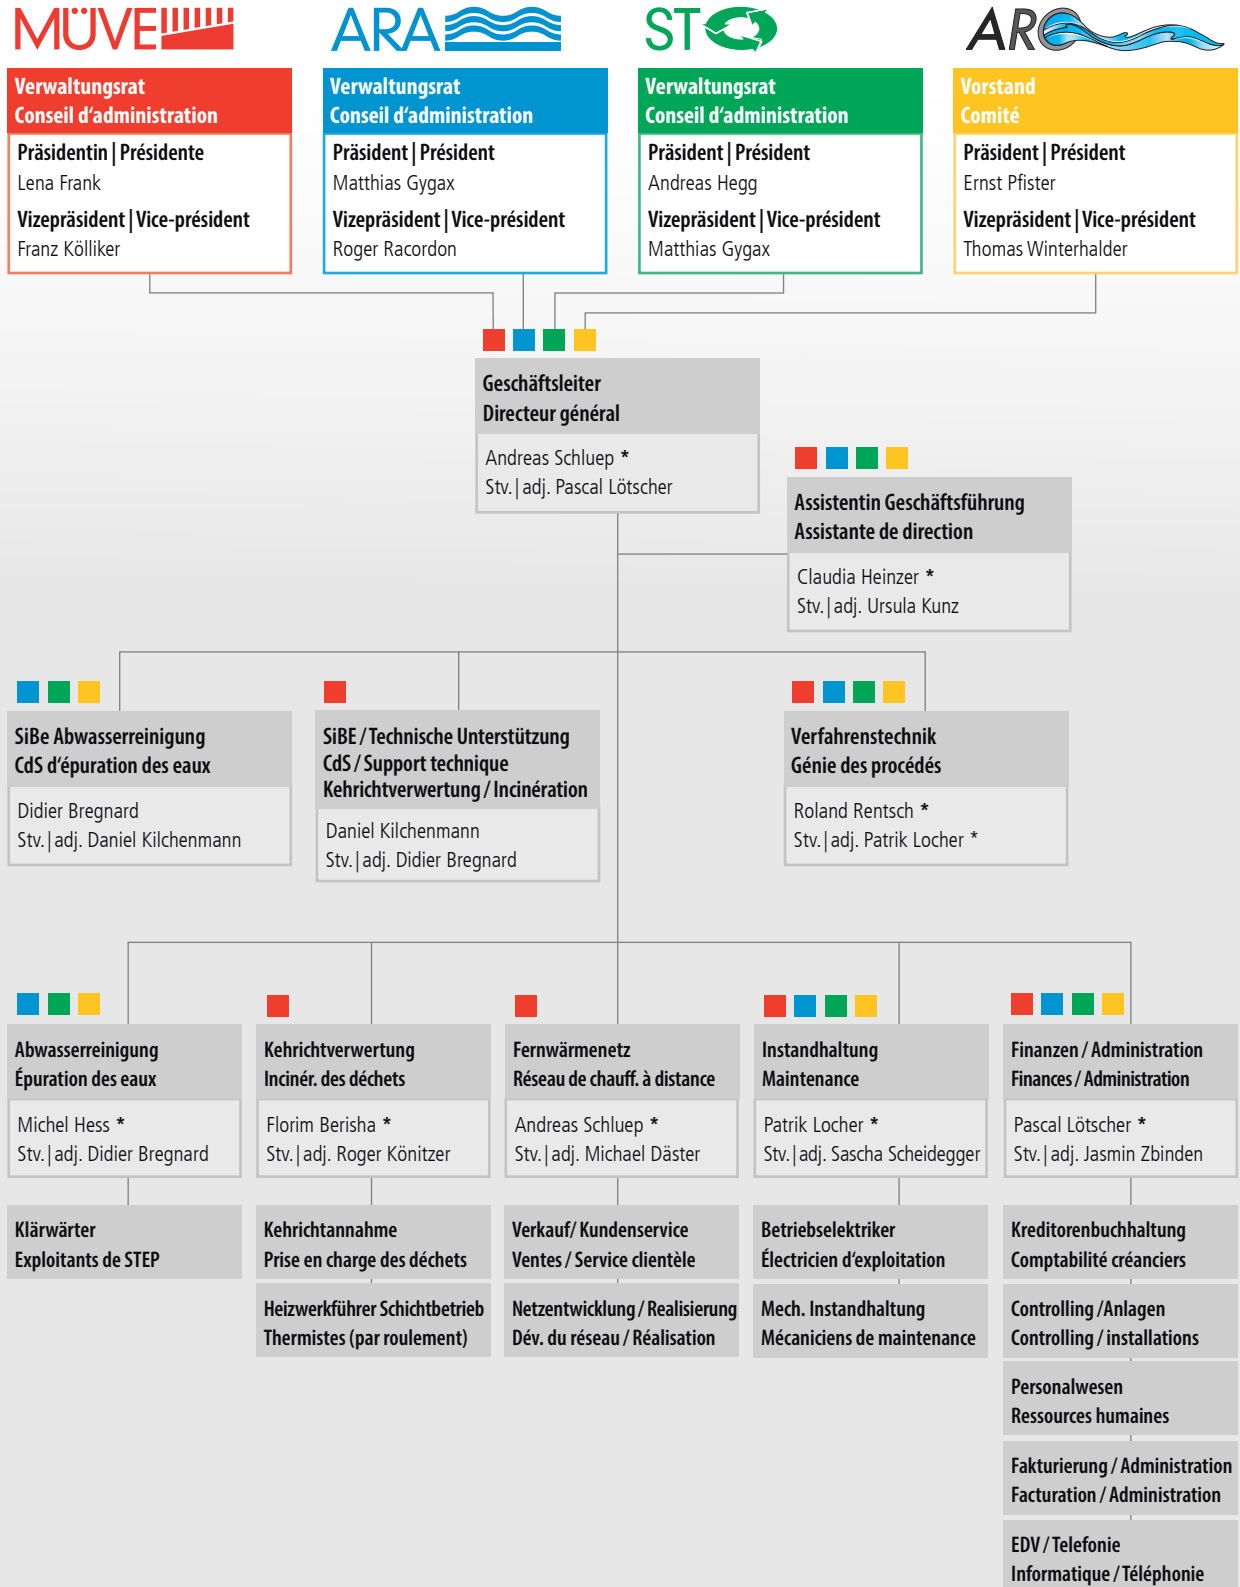 MÜVE
Verwaltungsrat
Conseil d‘administration
Präsidentin | Présidente
Lena Frank
Vizepräsident | Vice-président
Franz Kölliker
ARA
Verwaltungsrat
Conseil d‘administration
Präsident | Président
Matthias Gygax
Vizepräsident | Vice-président
Roger Racordon
ST
Verwaltungsrat
Conseil d‘administration
Präsident | Président
Andreas Hegg
Vizepräsident | Vice-président
Matthias Gygax
ARO
Vorstand
Comité
Präsident | Président
Ernst Pfister
Vizepräsident | Vice-président
Thomas Winterhalder
Geschäftsleiter
Directeur général
Andreas Schluep *
Stv. | adj. Pascal Lötscher
Assistentin Geschäftsführung
Assistante de direction
Claudia Heinzer *
Stv. | adj. Ursula Kunz
SiBe Abwasserreinigung
CdS d‘épuration des eaux
Didier Bregnard
Stv. | adj. Daniel Kilchenmann
SiBE / Technische Unterstützung
CdS / Support technique
Kehrichtverwertung / Incinération
Daniel Kilchenmann
Stv. | adj. Didier Bregnard
Verfahrenstechnik
Génie des procédés
Roland Rentsch *
Stv. | adj. Patrik Locher *
Abwasserreinigung
Épuration des eaux
Michel Hess *
Stv. | adj. Didier Bregnard
Klärwärter
Exploitants de STEP
Kehrichtverwertung
Incinér. des déchets
Florim Berisha *
Stv. | adj. Roger Könitzer
Kehrichtannahme
Prise en charge des déchets
Heizwerkführer Schichtbetrieb
Thermistes (par roulement)
Fernwärmenetz
Réseau de chauff. à distance
Andreas Schluep *
Stv. | adj. Michael Däster
Verkauf/ Kundenservice
Ventes / Service clientèle
Netzentwicklung / Realisierung
Dév. du réseau / Réalisation
Instandhaltung
Maintenance
Patrik Locher *
Stv. | adj. Sascha Scheidegger
Betriebselektriker
Électricien d‘exploitation
Mech. Instandhaltung
Mécaniciens de maintenance
Finanzen / Administration
Finances / Administration
Pascal Lötscher *
Stv. | adj. Jasmin Zbinden
Kreditorenbuchhaltung
Comptabilité créanciers
Controlling /Anlagen
Controlling / installations
Personalwesen
Ressources humaines
Fakturierung / Administration
Facturation / Administration
EDV / Telefonie
Informatique / Téléphonie